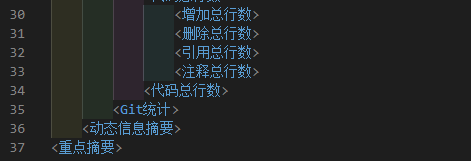 30 <增加总行数>
31 <删除总行数>
32 <引用总行数>
33 <注释总行数>
34 <代码总行数>
35 <Git统计>
36 <动态信息摘要>
37 <重点摘要>